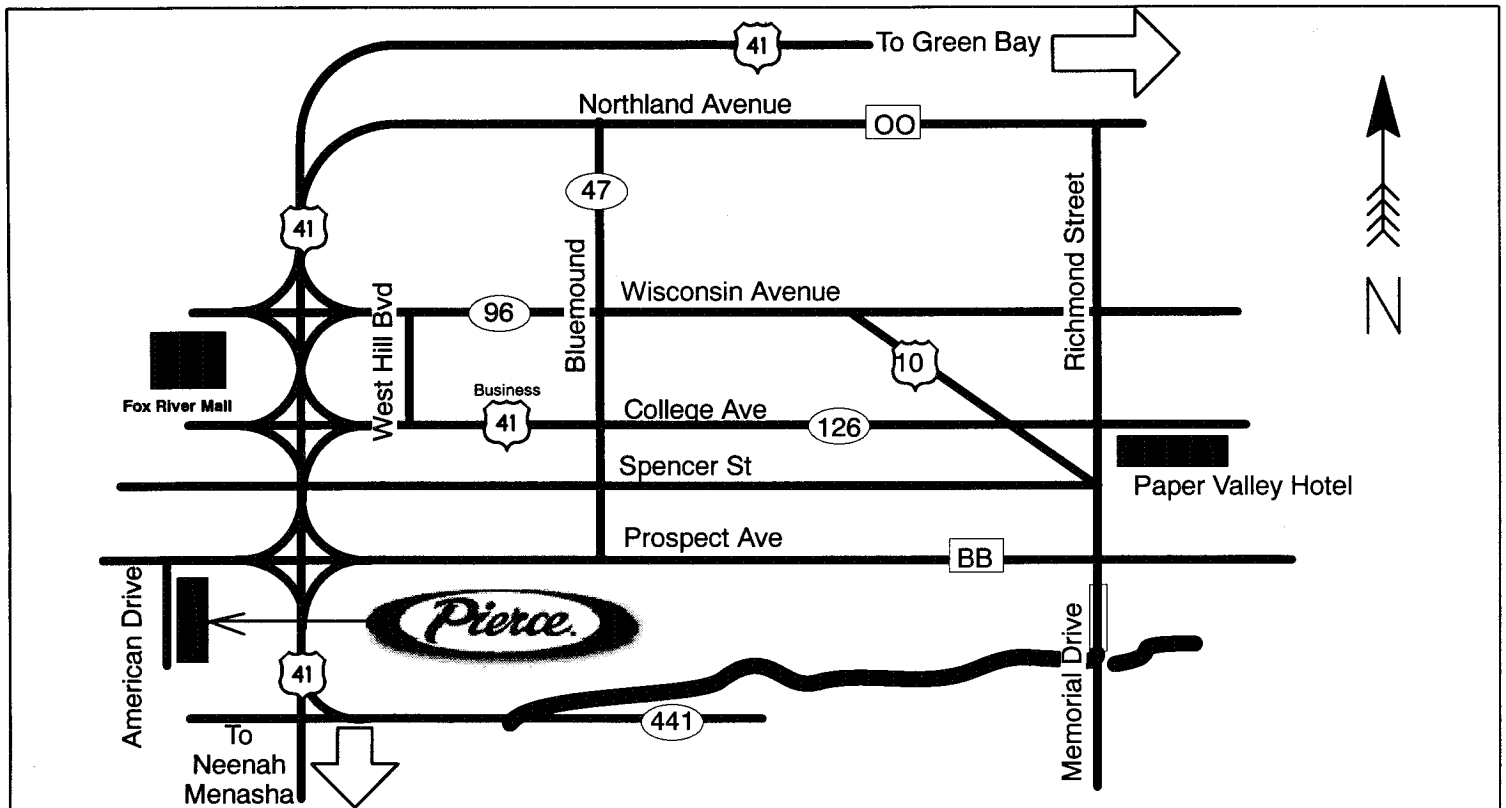 41
To Green Bay
Northland Avenue
OO
47
41
Richmond Street
Bluemound
Wisconsin Avenue
96
N
West Hill Blvd
10
Fox River Mall
Business
41
College Ave
126
Spencer St
Paper Valley Hotel
Prospect Ave
BB
American Drive
Pierce.
Memorial Drive
41
441
To
Neenah
Menasha